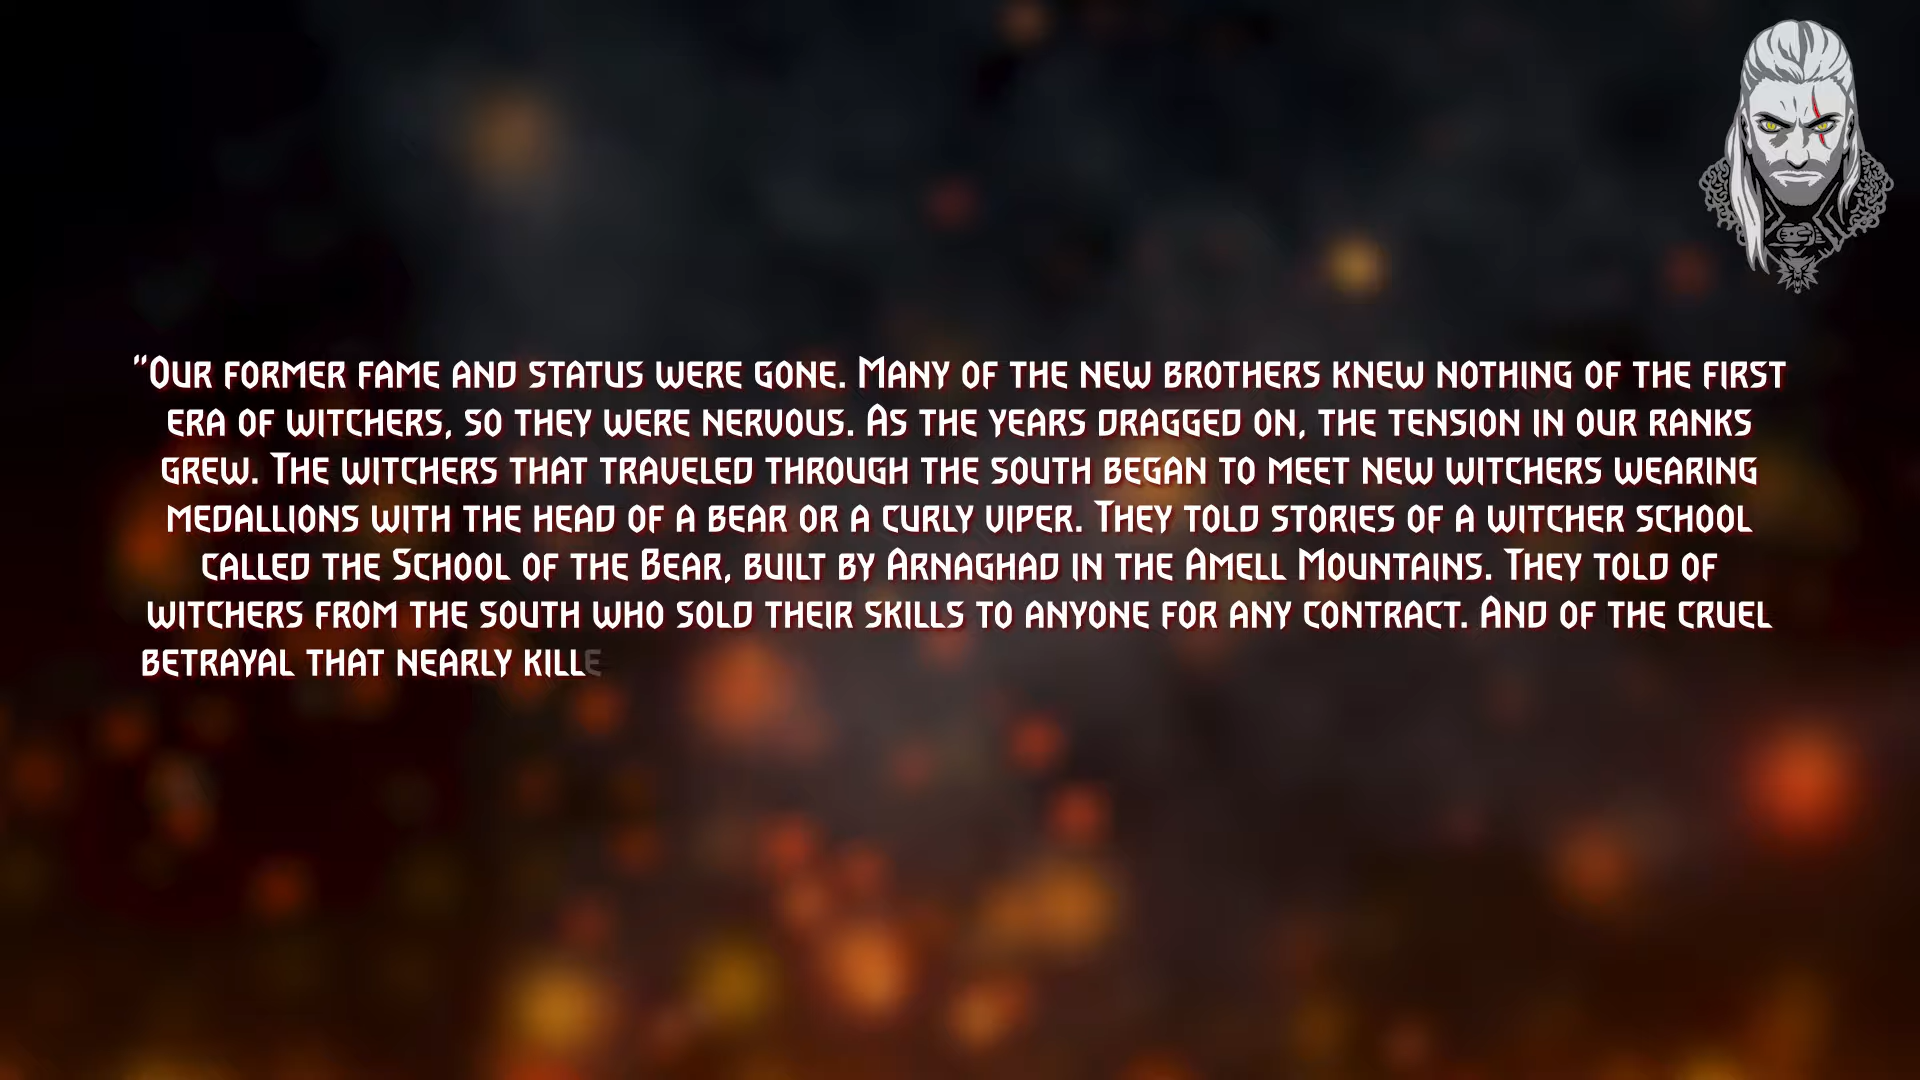 “Our former fame and status were gone. Many of the new brothers knew nothing of the first
era of witchers, so they were nervous. As the years dragged on, the tension in our ranks
grew. The witchers that traveled through the south began to meet new witchers wearing
medallions with the head of a bear or a curly viper. They told stories of a witcher school
called the School of the Bear, built by Arnaghad in the Amell Mountains. They told of
witchers from the south who sold their skills to anyone for any contract. And of the cruel
betrayal that nearly kille